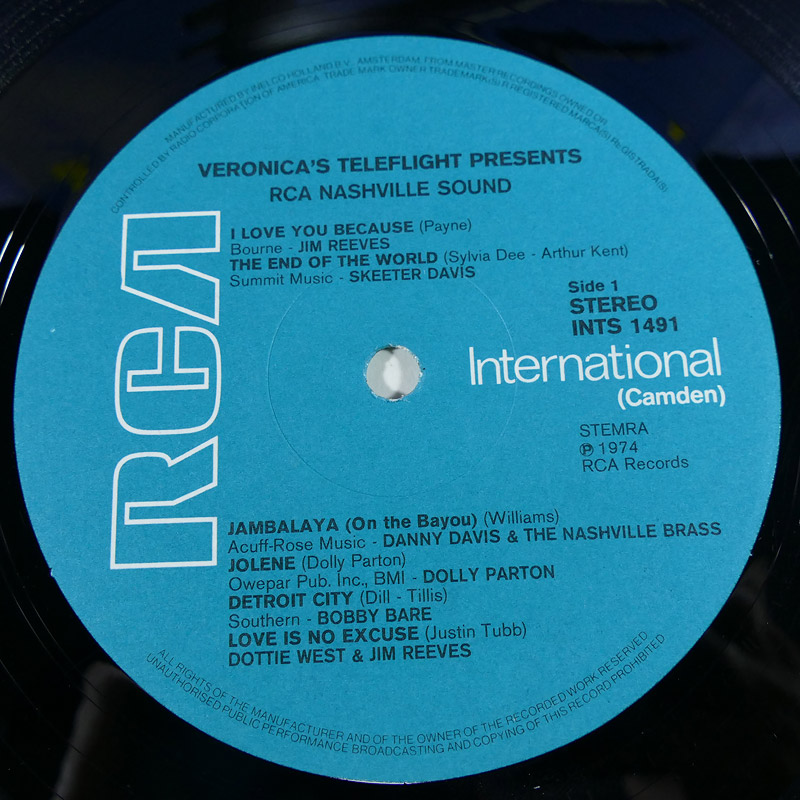 MANUFACTURED BY INELCO HOLLAND B.V., AMSTERDAM, FROM MASTER RECORDINGS OWNED OR
CONTROLLED BY RADIO CORPORATION OF AMERICA. TRADE MARK OWNER TRADEMARK(S) R REGISTERED MARCA(S) REGISTRADA(S)
VERONICA'S TELEFLIGHT PRESENTS
RCA NASHVILLE SOUND
RCA
I LOVE YOU BECAUSE (Payne)
Bourne - JIM REEVES
THE END OF THE WORLD (Sylvia Dee - Arthur Kent)
Summit Music - SKEETER DAVIS
Side 1
STEREO
INTS 1491
International
(Camden)
STEMRA
℗ 1974
RCA Records
JAMBALAYA (On the Bayou) (Williams)
Acuff-Rose Music - DANNY DAVIS & THE NASHVILLE BRASS
JOLENE (Dolly Parton)
Owepar Pub. Inc., BMI - DOLLY PARTON
DETROIT CITY (Dill - Tillis)
Southern - BOBBY BARE
LOVE IS NO EXCUSE (Justin Tubb)
DOTTIE WEST & JIM REEVES
ALL RIGHTS OF THE MANUFACTURER AND OF THE OWNER OF THE RECORDED WORK RESERVED
UNAUTHORISED PUBLIC PERFORMANCE BROADCASTING AND COPYING OF THIS RECORD PROHIBITED